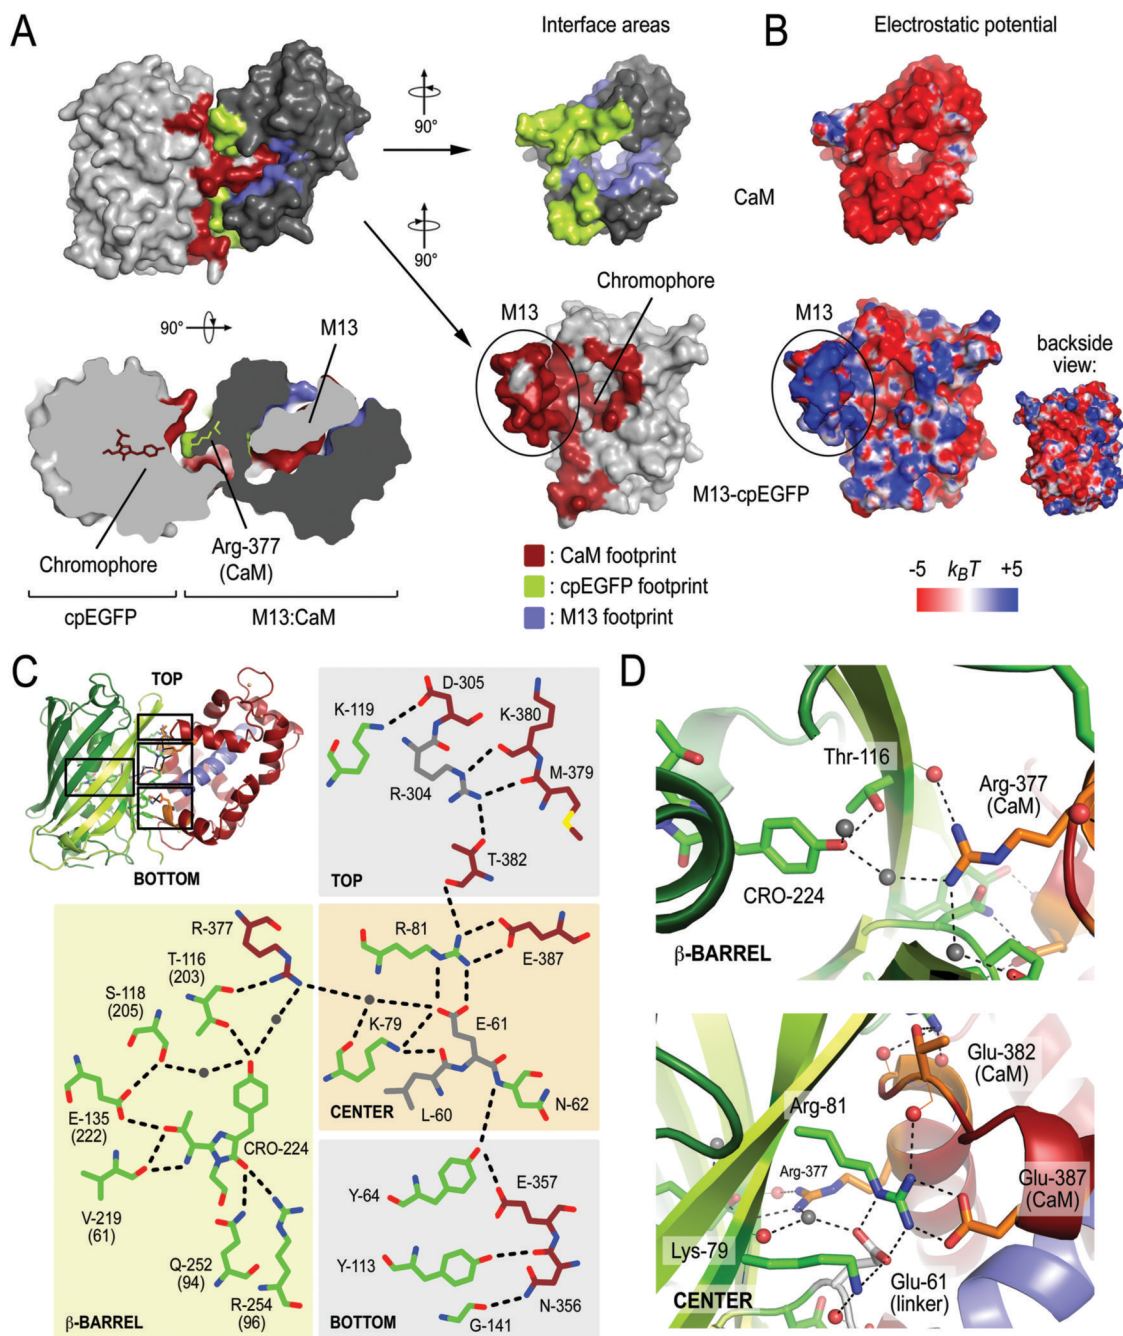 A
Interface areas
B
Electrostatic potential
90°
CaM
90°
Chromophore
M13
M13
90°
M13
backside
view:
M13-cpEGFP
Chromophore
Arg-377
(CaM)
cpEGFP
M13:CaM
: CaM footprint
: cpEGFP footprint
: M13 footprint
-5 kBT +5
C
TOP
BOTTOM
D-305
K-119
K-380
R-304
M-379
T-382
TOP
R-377
T-116
(203)
S-118
(205)
E-135
(222)
CRO-224
V-219
(61)
Q-252
(94)
R-254
(96)
β-BARREL
R-81
E-387
K-79
E-61
L-60
N-62
CENTER
E-357
Y-64
Y-113
N-356
G-141
BOTTOM
D
Thr-116
Arg-377
(CaM)
CRO-224
β-BARREL
Glu-382
(CaM)
Arg-81
Arg-377
Glu-387
(CaM)
Lys-79
Glu-61
(linker)
CENTER